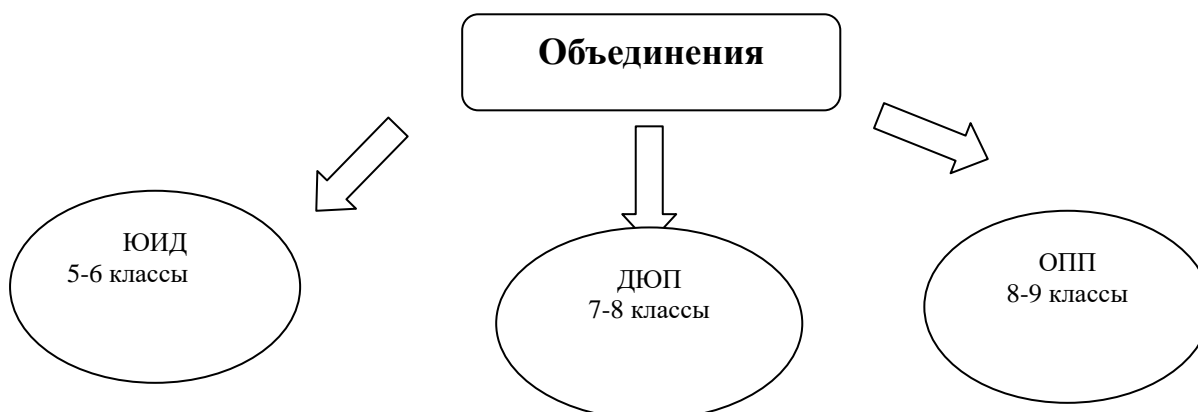 Объединения
ЮИД
5-6 классы
ДЮП
7-8 классы
ОПП
8-9 классы